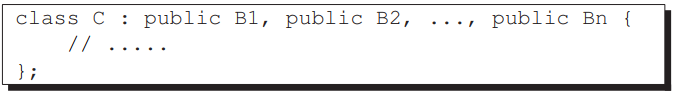 class C : public B1, public B2, ..., public Bn {
    // .....
};